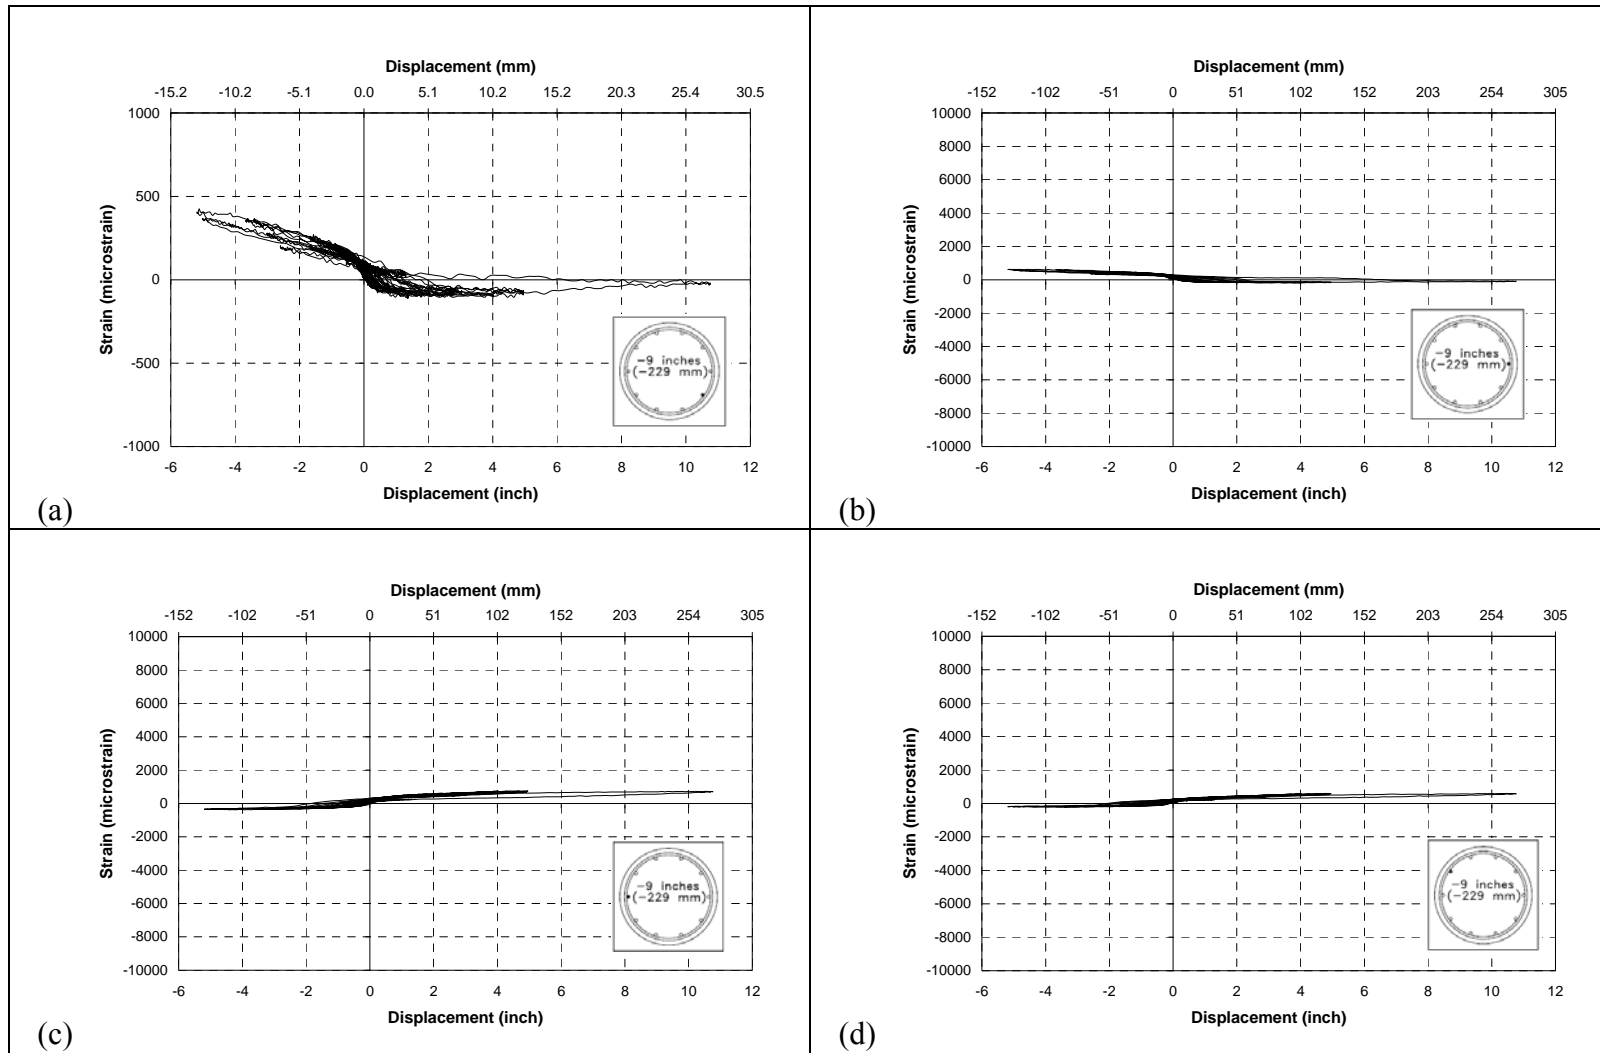 Displacement (mm)
-15.2 -10.2 -5.1 0.0 5.1 10.2 15.2 20.3 25.4 30.5
1000
500
0
-500
-1000
Strain (microstrain)
-9 inches
(-229 mm)
-6 -4 -2 0 2 4 6 8 10 12
Displacement (inch)
(a)
Displacement (mm)
-152 -102 -51 0 51 102 152 203 254 305
10000
8000
6000
4000
2000
0
-2000
-4000
-6000
-8000
-10000
Strain (microstrain)
-9 inches
(-229 mm)
-6 -4 -2 0 2 4 6 8 10 12
Displacement (inch)
(b)
Displacement (mm)
-152 -102 -51 0 51 102 152 203 254 305
10000
8000
6000
4000
2000
0
-2000
-4000
-6000
-8000
-10000
Strain (microstrain)
-9 inches
(-229 mm)
-6 -4 -2 0 2 4 6 8 10 12
Displacement (inch)
(c)
Displacement (mm)
-152 -102 -51 0 51 102 152 203 254 305
10000
8000
6000
4000
2000
0
-2000
-4000
-6000
-8000
-10000
Strain (microstrain)
-9 inches
(-229 mm)
-6 -4 -2 0 2 4 6 8 10 12
Displacement (inch)
(d)